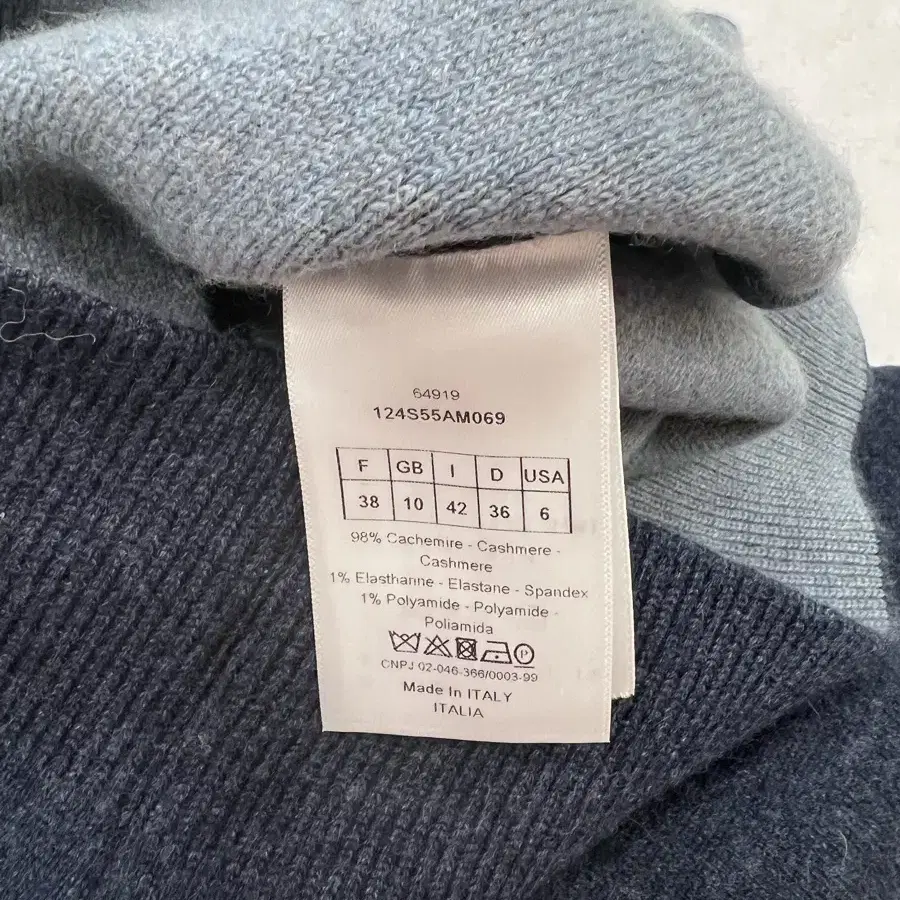 64919
124S55AM069
F GB I D USA
38 10 42 36 6
98% Cachemire - Cashmere -
Cashmere
1% Elasthanne - Elastane - Spandex
1% Polyamide - Polyamide -
Poliamida
P
CNPJ 02-046-366/0003-99
Made In ITALY
ITALIA